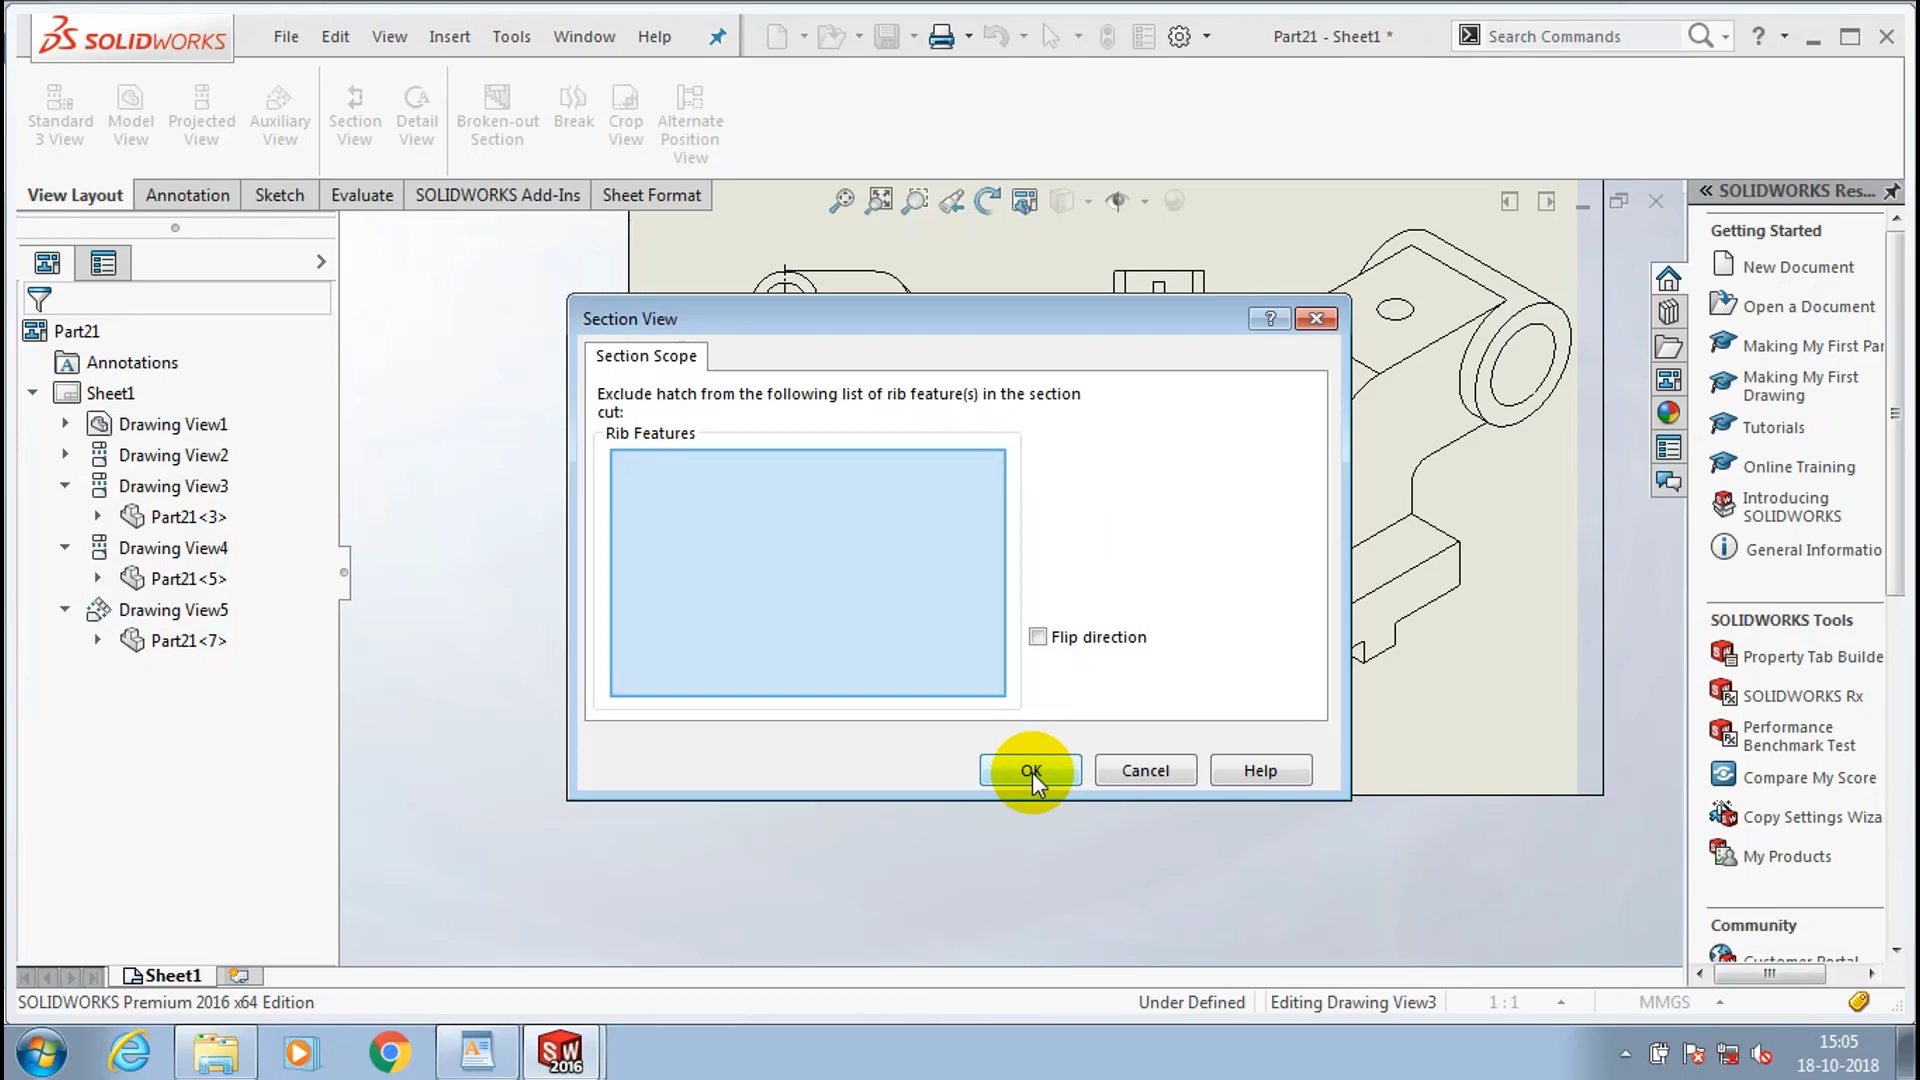 SOLIDWORKS
File Edit View Insert Tools Window Help
Part21 - Sheet1 *
Search Commands
Standard 3 View
Model View
Projected View
Auxiliary View
Section View
Detail View
Broken-out Section
Break
Crop View
Alternate Position View
View Layout Annotation Sketch Evaluate SOLIDWORKS Add-Ins Sheet Format
Part21
Annotations
Sheet1
Drawing View1
Drawing View2
Drawing View3
Part21<3>
Drawing View4
Part21<5>
Drawing View5
Part21<7>
Section View
Section Scope
Exclude hatch from the following list of rib feature(s) in the section
cut:
Rib Features
Flip direction
OK Cancel Help
SOLIDWORKS Res...
Getting Started
New Document
Open a Document
Making My First Par
Making My First
Drawing
Tutorials
Online Training
Introducing
SOLIDWORKS
General Informatio
SOLIDWORKS Tools
Property Tab Builde
SOLIDWORKS Rx
Performance
Benchmark Test
Compare My Score
Copy Settings Wiza
My Products
Community
Customer Portal
Sheet1
SOLIDWORKS Premium 2016 x64 Edition
Under Defined Editing Drawing View3 1 : 1 MMGS
SW 2016
15:05
18-10-2018